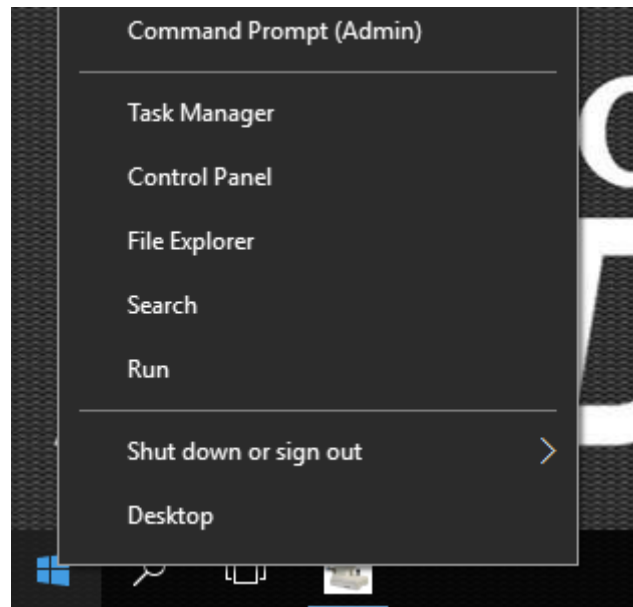 Command Prompt (Admin)
Task Manager
Control Panel
File Explorer
Search
Run
Shut down or sign out
Desktop